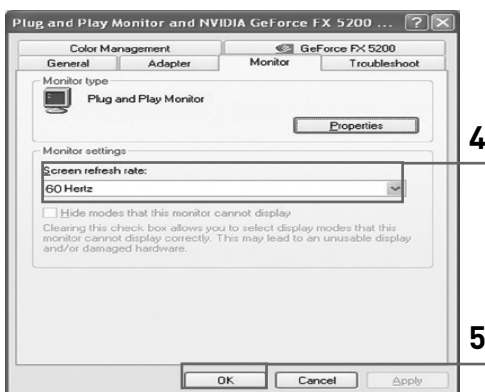 Plug and Play Monitor and NVIDIA GeForce FX 5200 ...
Color Management GeForce FX 5200
General Adapter Monitor Troubleshoot
Monitor type
Plug and Play Monitor
Properties
4
Monitor settings
Screen refresh rate:
60 Hertz
Hide modes that this monitor cannot display
Clearing this check box allows you to select display modes that this
monitor cannot display correctly. This may lead to an unusable display
and/or damaged hardware.
5
OK Cancel Apply